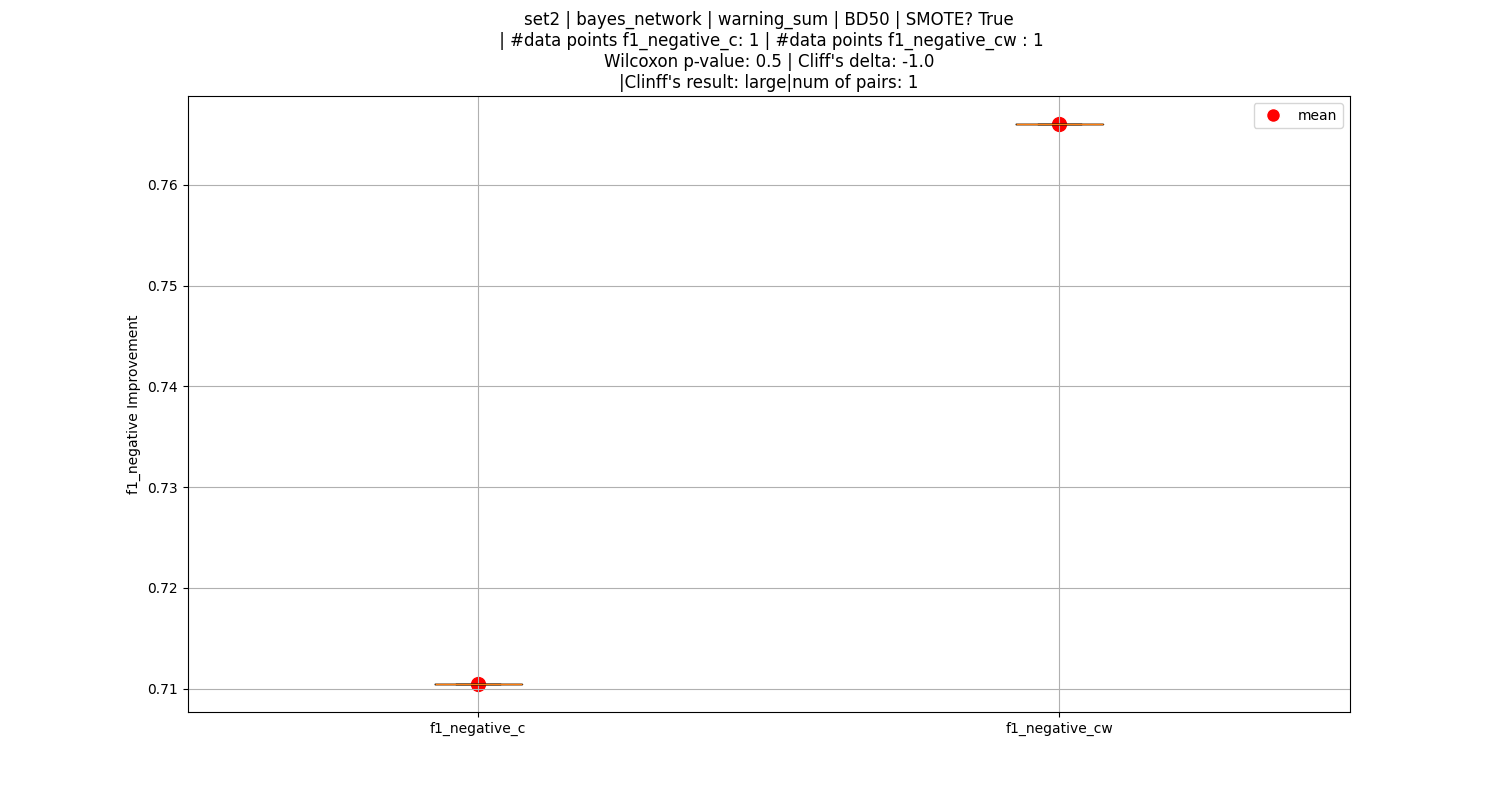 set2 | bayes_network | warning_sum | BD50 | SMOTE? True
| #data points f1_negative_c: 1 | #data points f1_negative_cw : 1
Wilcoxon p-value: 0.5 | Cliff's delta: -1.0
|Clinff's result: large|num of pairs: 1
mean
0.76
0.75
0.74
0.73
0.72
0.71
f1_negative Improvement
f1_negative_c
f1_negative_cw